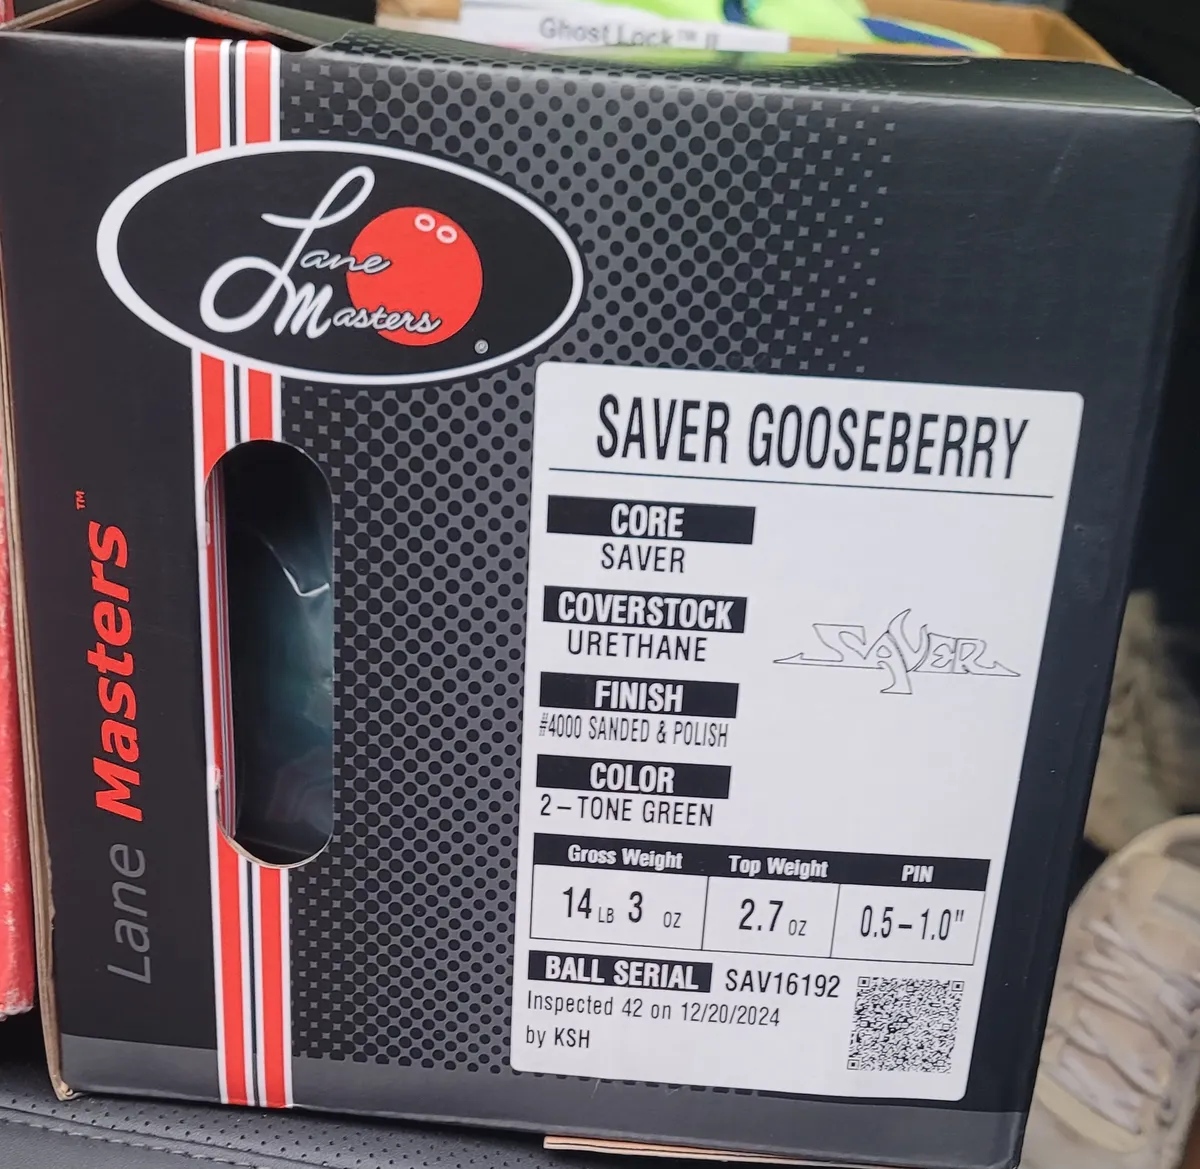 Ghost Lock™ II
Lane
Masters
®
Lane Masters™
SAVER GOOSEBERRY
CORE
SAVER
COVERSTOCK
URETHANE
SAVER
FINISH
#4000 SANDED & POLISH
COLOR
2-TONE GREEN
Gross Weight Top Weight PIN
14 LB 3 OZ 2.7 OZ 0.5-1.0"
BALL SERIAL SAV16192
Inspected 42 on 12/20/2024
by KSH